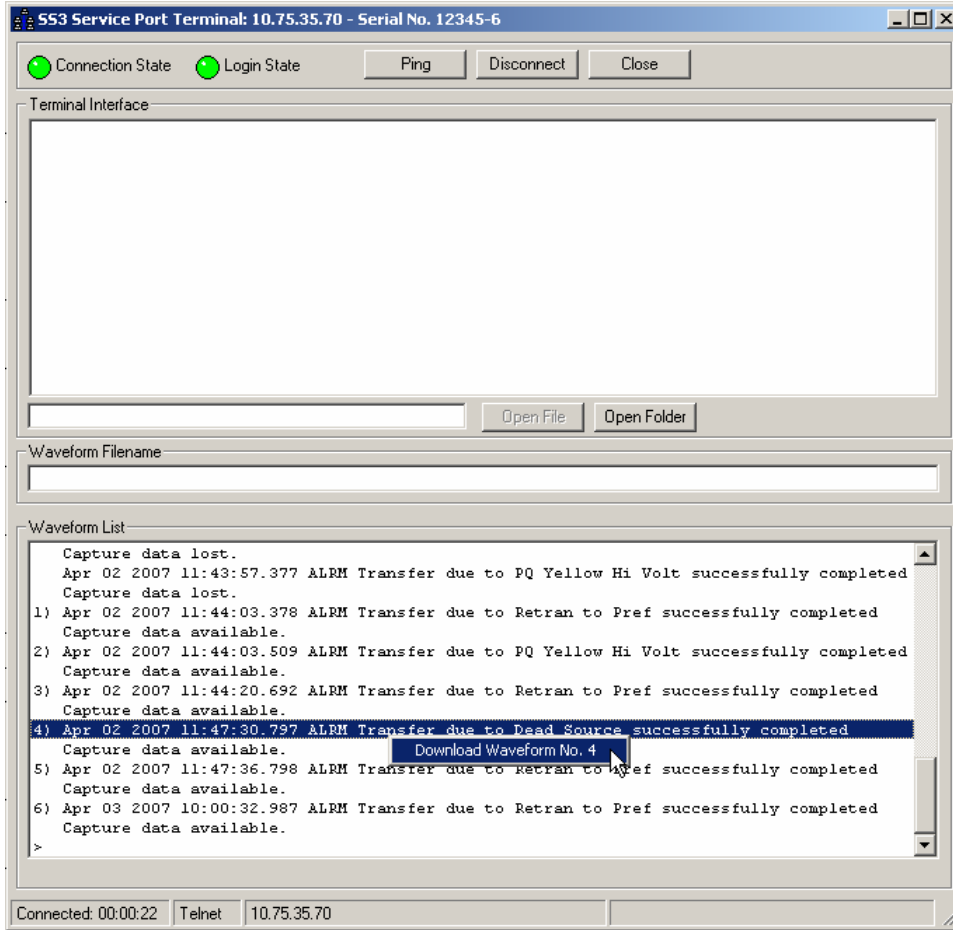 SS3 Service Port Terminal: 10.75.35.70 - Serial No. 12345-6
Connection State Login State Ping Disconnect Close
Terminal Interface
Open File Open Folder
Waveform Filename
Waveform List
Capture data lost.
Apr 02 2007 11:43:57.377 ALRM Transfer due to PQ Yellow Hi Volt successfully completed
Capture data lost.
1) Apr 02 2007 11:44:03.378 ALRM Transfer due to Retran to Pref successfully completed
Capture data available.
2) Apr 02 2007 11:44:03.509 ALRM Transfer due to PQ Yellow Hi Volt successfully completed
Capture data available.
3) Apr 02 2007 11:44:20.692 ALRM Transfer due to Retran to Pref successfully completed
Capture data available.
4) Apr 02 2007 11:47:30.797 ALRM Transfer due to Dead Source successfully completed
Capture data available.
Download Waveform No. 4
5) Apr 02 2007 11:47:36.798 ALRM Transfer due to Retran to Pref successfully completed
Capture data available.
6) Apr 03 2007 10:00:32.987 ALRM Transfer due to Retran to Pref successfully completed
Capture data available.
>
Connected: 00:00:22 Telnet 10.75.35.70